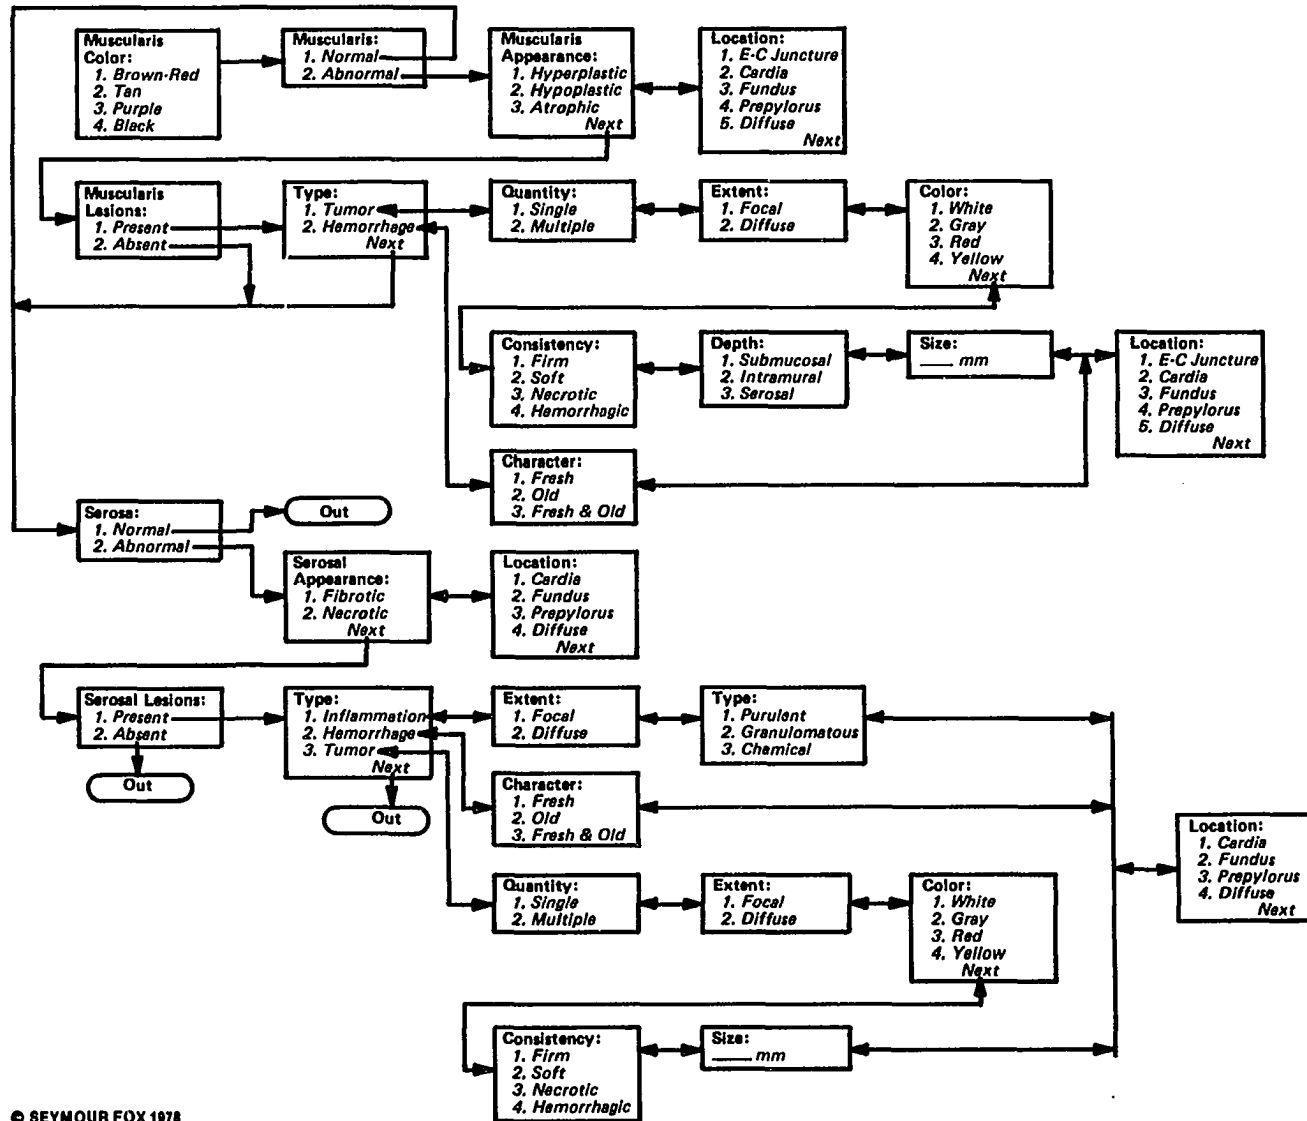 Muscularis
Color:
1. Brown-Red
2. Tan
3. Purple
4. Black
Muscularis:
1. Normal
2. Abnormal
Muscularis
Appearance:
1. Hyperplastic
2. Hypoplastic
3. Atrophic
Next
Location:
1. E-C Juncture
2. Cardia
3. Fundus
4. Prepylorus
5. Diffuse
Next
Muscularis
Lesions:
1. Present
2. Absent
Type:
1. Tumor
2. Hemorrhage
Next
Quantity:
1. Single
2. Multiple
Extent:
1. Focal
2. Diffuse
Color:
1. White
2. Gray
3. Red
4. Yellow
Next
Consistency:
1. Firm
2. Soft
3. Necrotic
4. Hemorrhagic
Depth:
1. Submucosal
2. Intramural
3. Serosal
Size:
____ mm
Location:
1. E-C Juncture
2. Cardia
3. Fundus
4. Prepylorus
5. Diffuse
Next
Character:
1. Fresh
2. Old
3. Fresh & Old
Serosa:
1. Normal
2. Abnormal
Out
Serosal
Appearance:
1. Fibrotic
2. Necrotic
Next
Location:
1. Cardia
2. Fundus
3. Prepylorus
4. Diffuse
Next
Serosal Lesions:
1. Present
2. Absent
Out
Type:
1. Inflammation
2. Hemorrhage
3. Tumor
Next
Out
Extent:
1. Focal
2. Diffuse
Type:
1. Purulent
2. Granulomatous
3. Chemical
Character:
1. Fresh
2. Old
3. Fresh & Old
Location:
1. Cardia
2. Fundus
3. Prepylorus
4. Diffuse
Next
Quantity:
1. Single
2. Multiple
Extent:
1. Focal
2. Diffuse
Color:
1. White
2. Gray
3. Red
4. Yellow
Next
Consistency:
1. Firm
2. Soft
3. Necrotic
4. Hemorrhagic
Size:
____ mm
© SEYMOUR FOX 1978